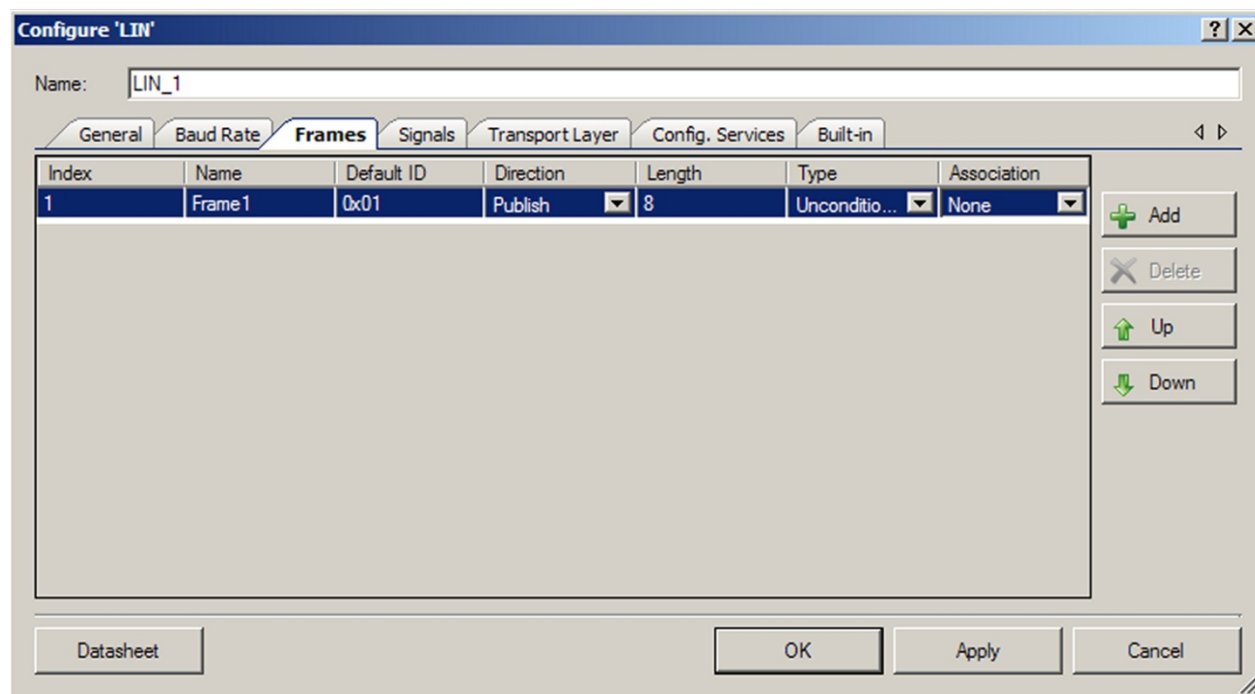 Configure 'LIN'
Name: LIN_1
General Baud Rate Frames Signals Transport Layer Config. Services Built-in
Index Name Default ID Direction Length Type Association
1 Frame1 0x01 Publish 8 Unconditio... None
Add
Delete
Up
Down
Datasheet OK Apply Cancel